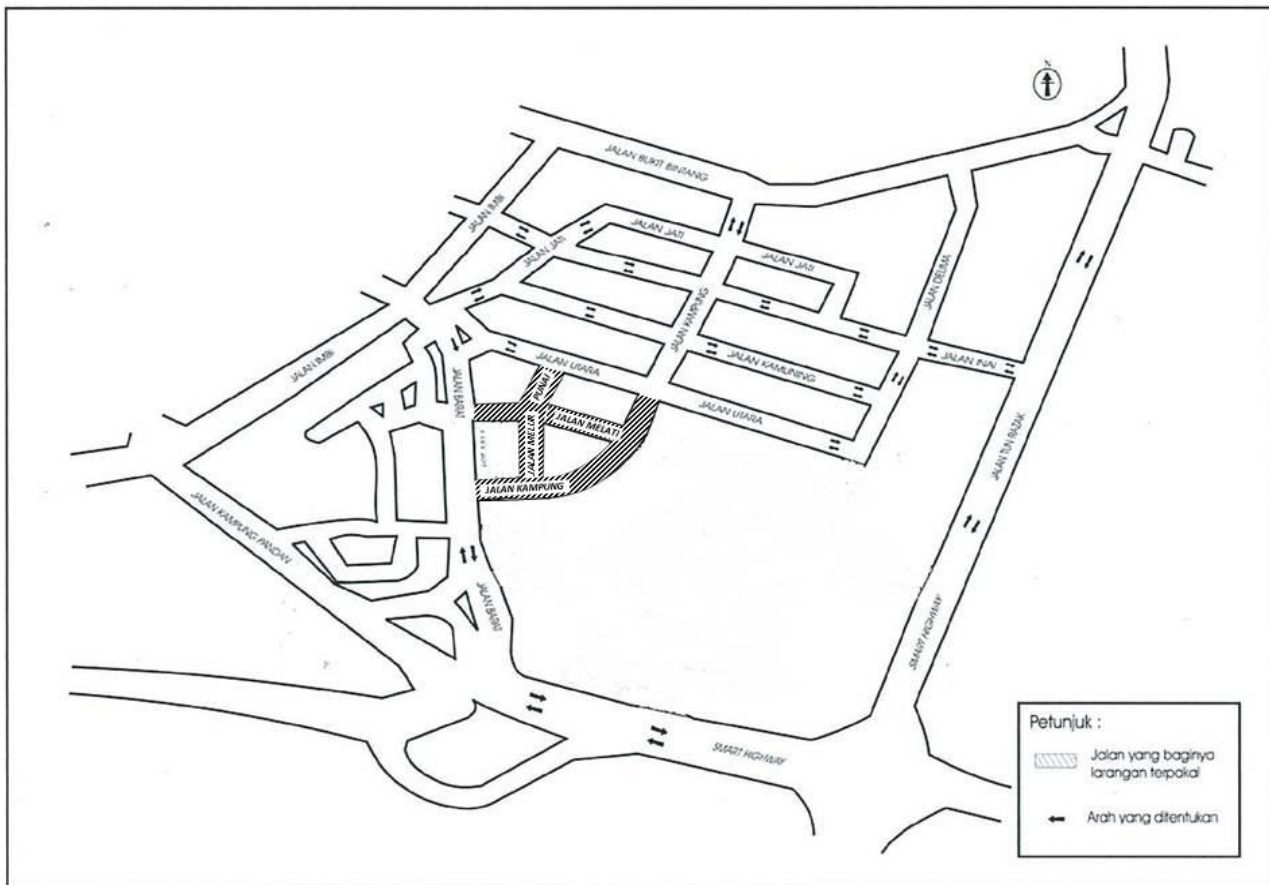 N
JALAN BUKIT BINTANG
JALAN IMBI
JALAN JATI
JALAN JATI
JALAN JATI
JALAN DELIMA
JALAN KAMPUNG
JALAN IMBI
JALAN UTARA
JALAN KAMUNING
JALAN INAI
JALAN BARAT
PUNAI
JALAN UTARA
JALAN MELATI
JALAN MELUR
JALAN TUN RAZAK
JALAN KAMPUNG
JALAN KAMPUNG PANDAN
JALAN BARAT
SMART HIGHWAY
SMART HIGHWAY
Petunjuk :
Jalan yang baginya
larangan terpakai
Arah yang ditentukan